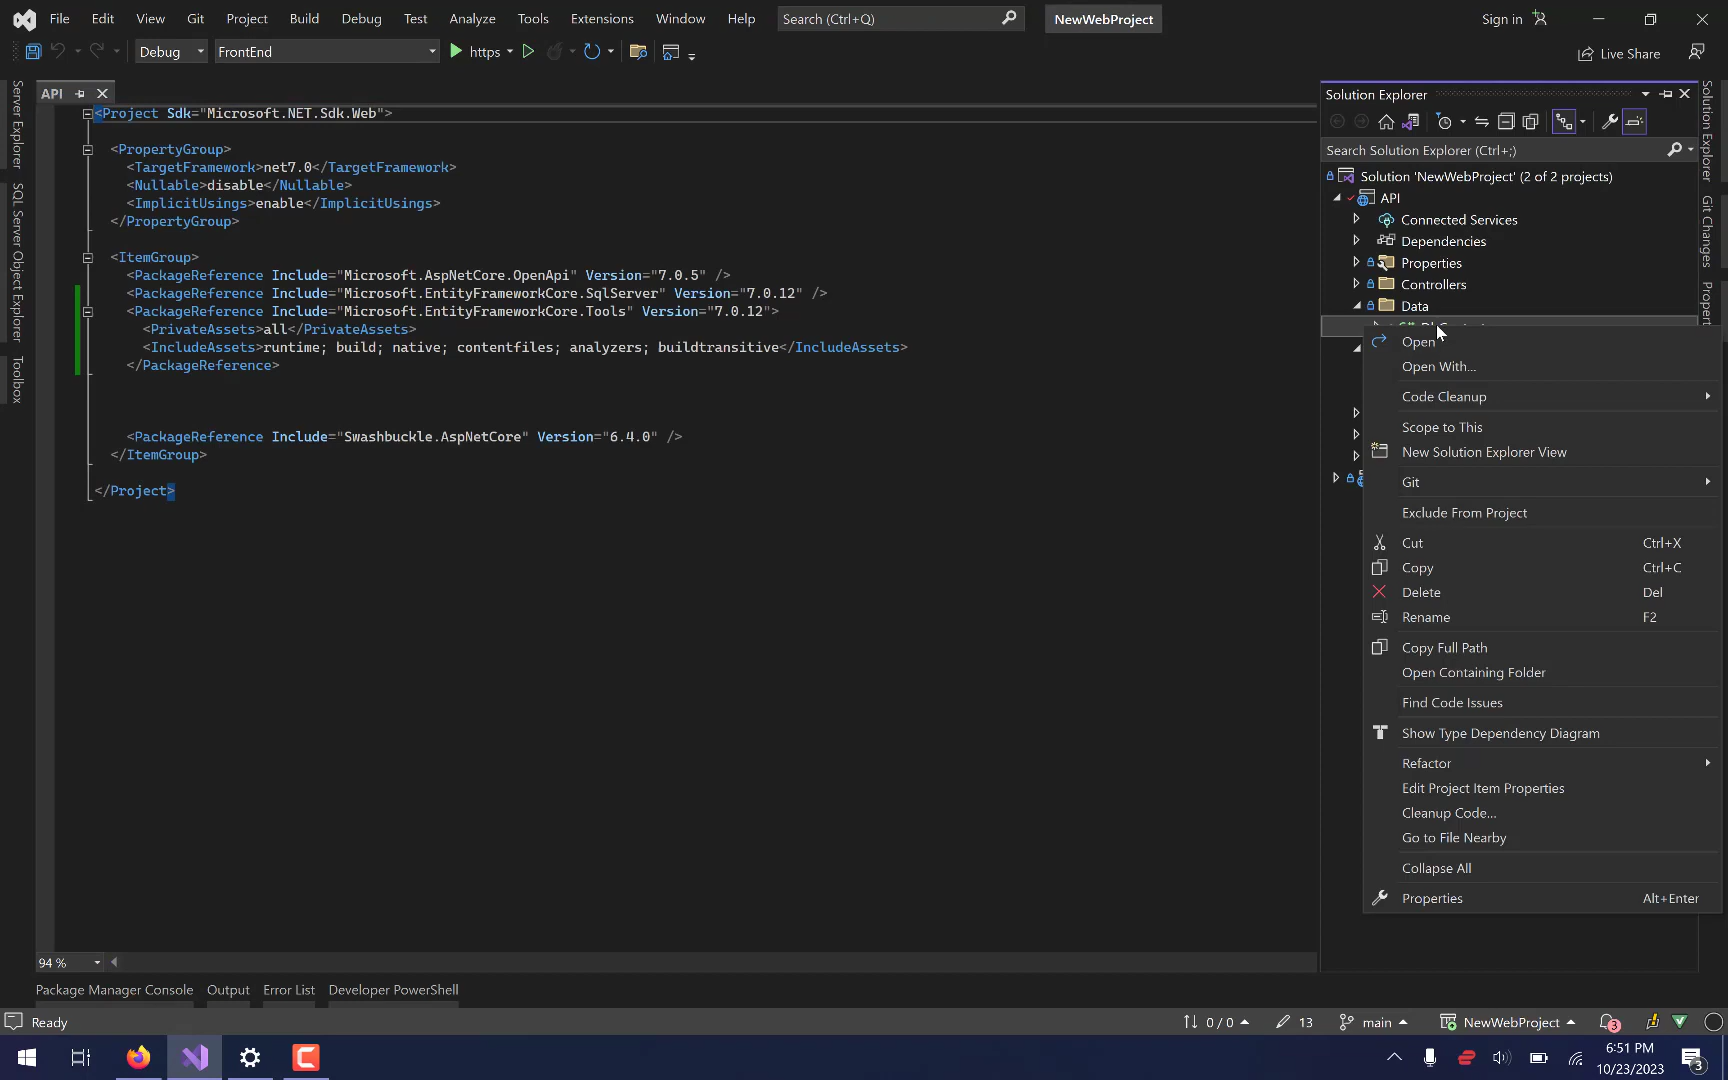 File Edit View Git Project Build Debug Test Analyze Tools Extensions Window Help Search (Ctrl+Q) NewWebProject Sign in
Debug FrontEnd https Live Share
Server Explorer
SQL Server Object Explorer
Toolbox
API
<Project Sdk="Microsoft.NET.Sdk.Web">
<PropertyGroup>
<TargetFramework>net7.0</TargetFramework>
<Nullable>disable</Nullable>
<ImplicitUsings>enable</ImplicitUsings>
</PropertyGroup>
<ItemGroup>
<PackageReference Include="Microsoft.AspNetCore.OpenApi" Version="7.0.5" />
<PackageReference Include="Microsoft.EntityFrameworkCore.SqlServer" Version="7.0.12" />
<PackageReference Include="Microsoft.EntityFrameworkCore.Tools" Version="7.0.12">
<PrivateAssets>all</PrivateAssets>
<IncludeAssets>runtime; build; native; contentfiles; analyzers; buildtransitive</IncludeAssets>
</PackageReference>
<PackageReference Include="Swashbuckle.AspNetCore" Version="6.4.0" />
</ItemGroup>
</Project>
94 %
Solution Explorer
Search Solution Explorer (Ctrl+;)
Solution 'NewWebProject' (2 of 2 projects)
API
Connected Services
Dependencies
Properties
Controllers
Data
Open
Open With...
Code Cleanup
Scope to This
New Solution Explorer View
Git
Exclude From Project
Cut Ctrl+X
Copy Ctrl+C
Delete Del
Rename F2
Copy Full Path
Open Containing Folder
Find Code Issues
Show Type Dependency Diagram
Refactor
Edit Project Item Properties
Cleanup Code...
Go to File Nearby
Collapse All
Properties Alt+Enter
Solution Explorer
Git Changes
Package Manager Console Output Error List Developer PowerShell
Ready 0 / 0 13 main NewWebProject 3
6:51 PM
10/23/2023 3